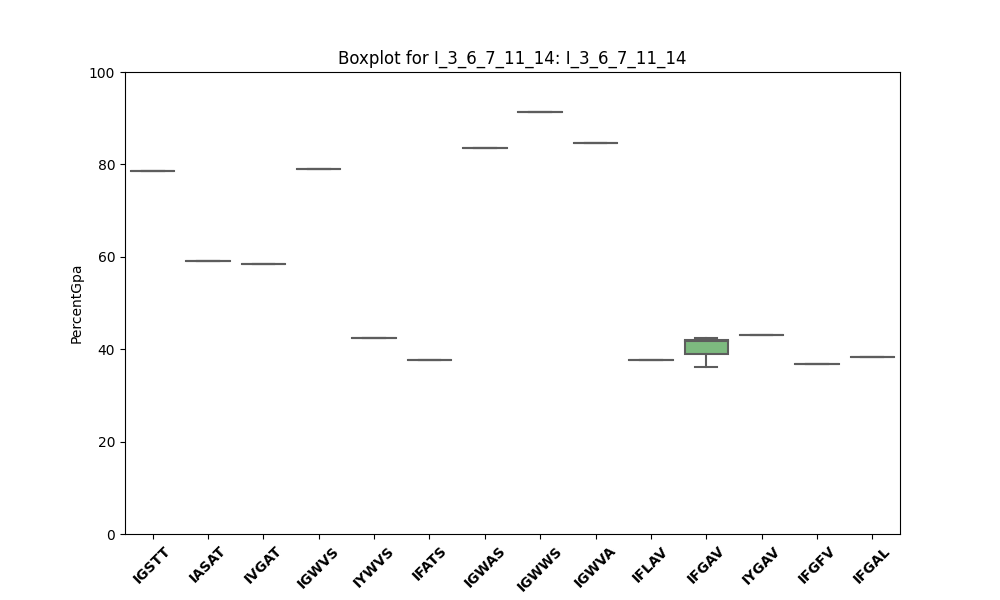 Boxplot for I_3_6_7_11_14: I_3_6_7_11_14
PercentGpa
100
80
60
40
20
0
IGSTT
IASAT
IVGAT
IGWVS
IYWVS
IFATS
IGWAS
IGWWS
IGWVA
IFLAV
IFGAV
IYGAV
IFGFV
IFGAL